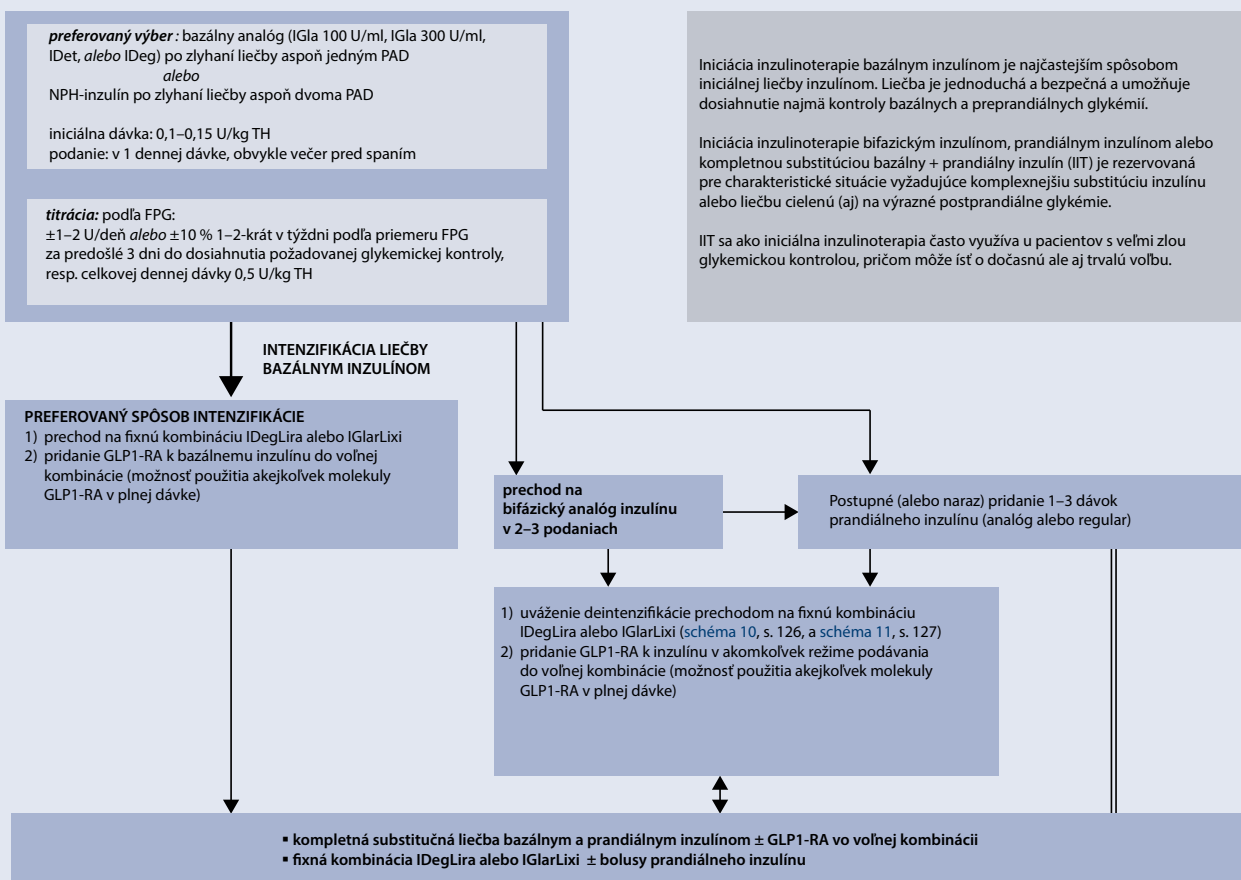 preferovaný výber : bazálny analóg (IGla 100 U/ml, IGla 300 U/ml,
IDet, alebo IDeg) po zlyhaní liečby aspoň jedným PAD
alebo
NPH-inzulín po zlyhaní liečby aspoň dvoma PAD
iniciálna dávka: 0,1–0,15 U/kg TH
podanie: v 1 dennej dávke, obvykle večer pred spaním
titrácia: podľa FPG:
±1–2 U/deň alebo ±10 % 1–2-krát v týždni podľa priemeru FPG
za predošlé 3 dni do dosiahnutia požadovanej glykemickej kontroly,
resp. celkovej dennej dávky 0,5 U/kg TH
Iniciácia inzulinoterapie bazálnym inzulínom je najčastejším spôsobom
iniciálnej liečby inzulínom. Liečba je jednoduchá a bezpečná a umožňuje
dosiahnutie najmä kontroly bazálnych a preprandiálnych glykémií.
Iniciácia inzulinoterapie bifazickým inzulínom, prandiálnym inzulínom alebo
kompletnou substitúciou bazálny + prandiálny inzulín (IIT) je rezervovaná
pre charakteristické situácie vyžadujúce komplexnejšiu substitúciu inzulínu
alebo liečbu cielenú (aj) na výrazné postprandiálne glykémie.
IIT sa ako iniciálna inzulinoterapia často využíva u pacientov s veľmi zlou
glykemickou kontrolou, pričom môže ísť o dočasnú ale aj trvalú voľbu.
INTENZIFIKÁCIA LIEČBY
BAZÁLNYM INZULÍNOM
PREFEROVANÝ SPÔSOB INTENZIFIKÁCIE
1) prechod na fixnú kombináciu IDegLira alebo IGlarLixi
2) pridanie GLP1-RA k bazálnemu inzulínu do voľnej
kombinácie (možnosť použitia akejkoľvek molekuly
GLP1-RA v plnej dávke)
prechod na
bifázický analóg inzulínu
v 2–3 podaniach
Postupné (alebo naraz) pridanie 1–3 dávok
prandiálneho inzulínu (analóg alebo regular)
1) uváženie deintenzifikácie prechodom na fixnú kombináciu
IDegLira alebo IGlarLixi (schéma 10, s. 126, a schéma 11, s. 127)
2) pridanie GLP1-RA k inzulínu v akomkoľvek režime podávania
do voľnej kombinácie (možnosť použitia akejkoľvek molekuly
GLP1-RA v plnej dávke)
▪ kompletná substitučná liečba bazálnym a prandiálnym inzulínom ± GLP1-RA vo voľnej kombinácii
▪ fixná kombinácia IDegLira alebo IGlarLixi ± bolusy prandiálneho inzulínu